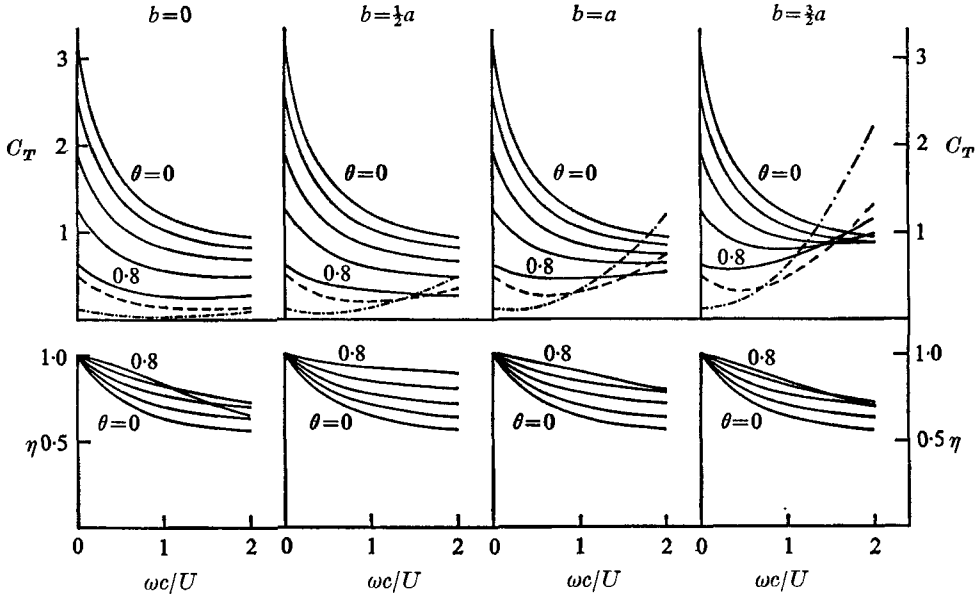 b=0 b=½a b=a b=3/2a
3 3
C_T 2 2 C_T
θ=0 θ=0 θ=0 θ=0
1 1
0·8 0·8 0·8 0·8
1·0 0·8 0·8 0·8 0·8 1·0
θ=0 θ=0 θ=0 θ=0
η 0·5 0·5 η
0 1 2 0 1 2 0 1 2 0 1 2
ωc/U ωc/U ωc/U ωc/U